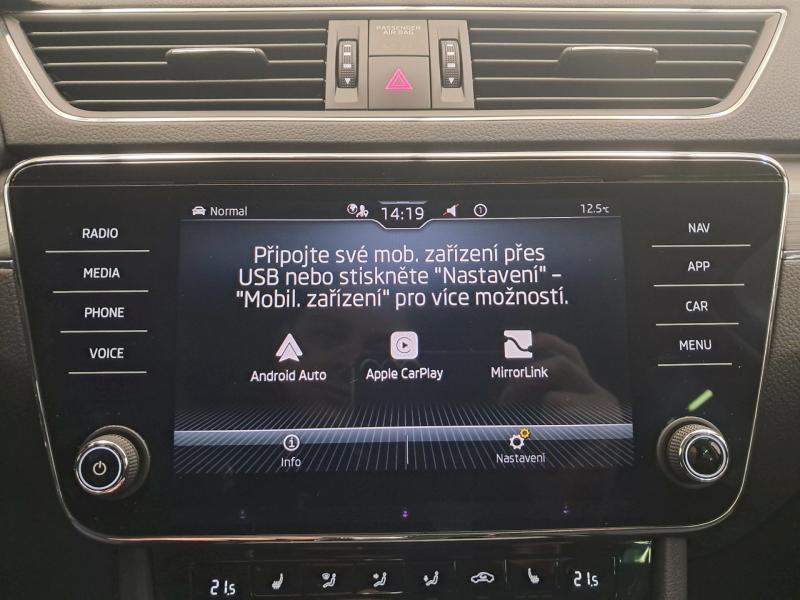 PASSENGER
AIR BAG
Normal
14:19
1
12.5°C
RADIO
MEDIA
PHONE
VOICE
Připojte své mob. zařízení přes
USB nebo stiskněte "Nastavení" –
"Mobil. zařízení" pro více možností.
Android Auto
Apple CarPlay
MirrorLink
Info
Nastavení
NAV
APP
CAR
MENU
21.5
21.5